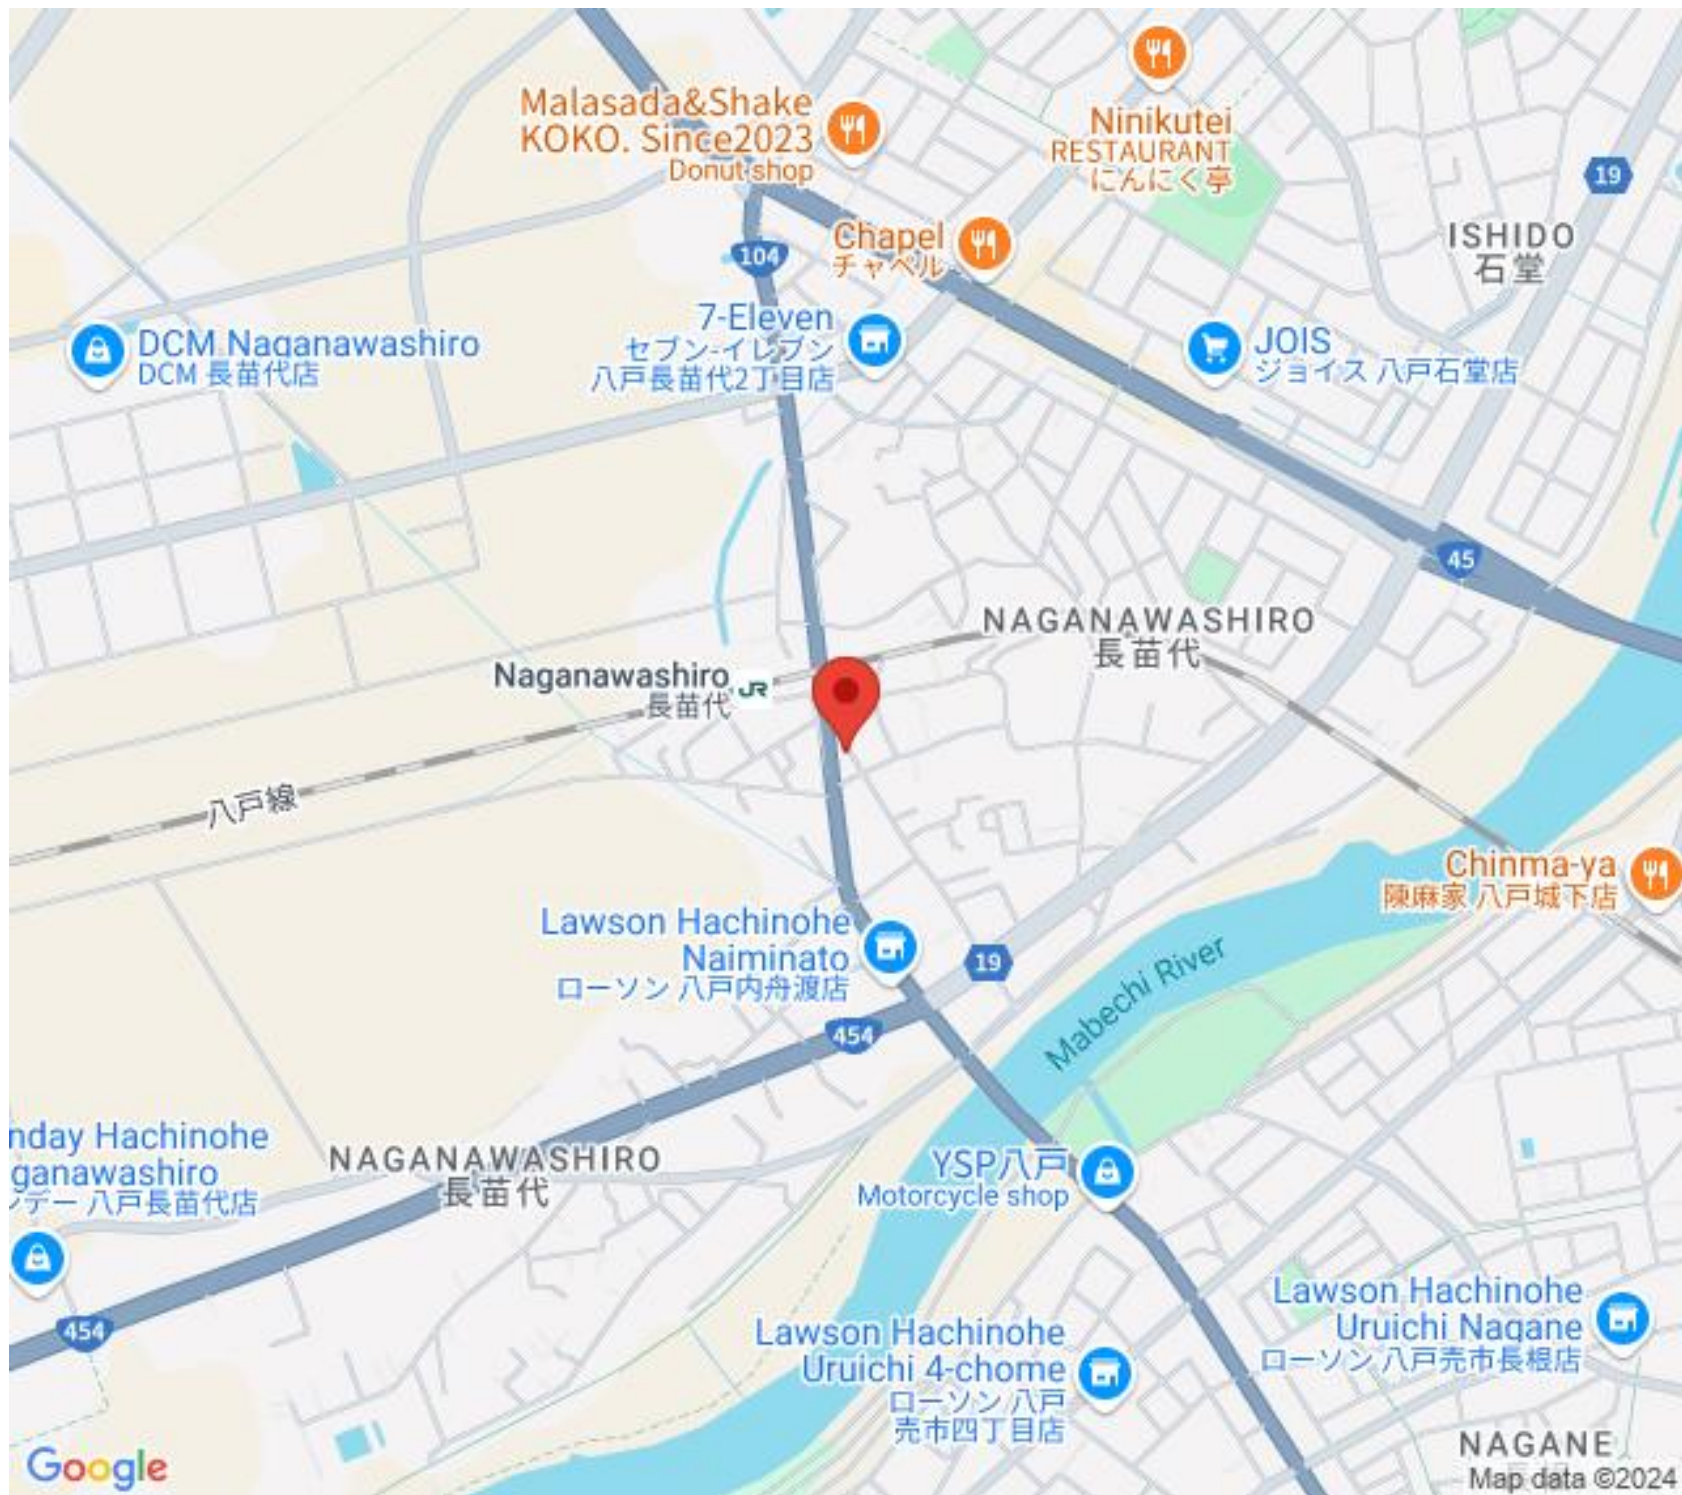 Malasada&Shake
KOKO. Since2023
Donut shop
Ninikutei
RESTAURANT
にんにく亭
19
ISHIDO
石堂
Chapel
チャペル
104
7-Eleven
セブン-イレブン
八戸長苗代2丁目店
DCM Naganawashiro
DCM 長苗代店
JOIS
ジョイス 八戸石堂店
45
NAGANAWASHIRO
長苗代
Naganawashiro
長苗代
JR
八戸線
Chinma-ya
陳麻家 八戸城下店
Lawson Hachinohe
Naiminato
ローソン 八戸内舟渡店
19
Mabechi River
454
nday Hachinohe
ganawashiro
ンデー 八戸長苗代店
NAGANAWASHIRO
長苗代
YSP八戸
Motorcycle shop
454
Lawson Hachinohe
Uruichi 4-chome
ローソン 八戸
売市四丁目店
Lawson Hachinohe
Uruichi Nagane
ローソン 八戸売市長根店
NAGANE
Google
Map data ©2024